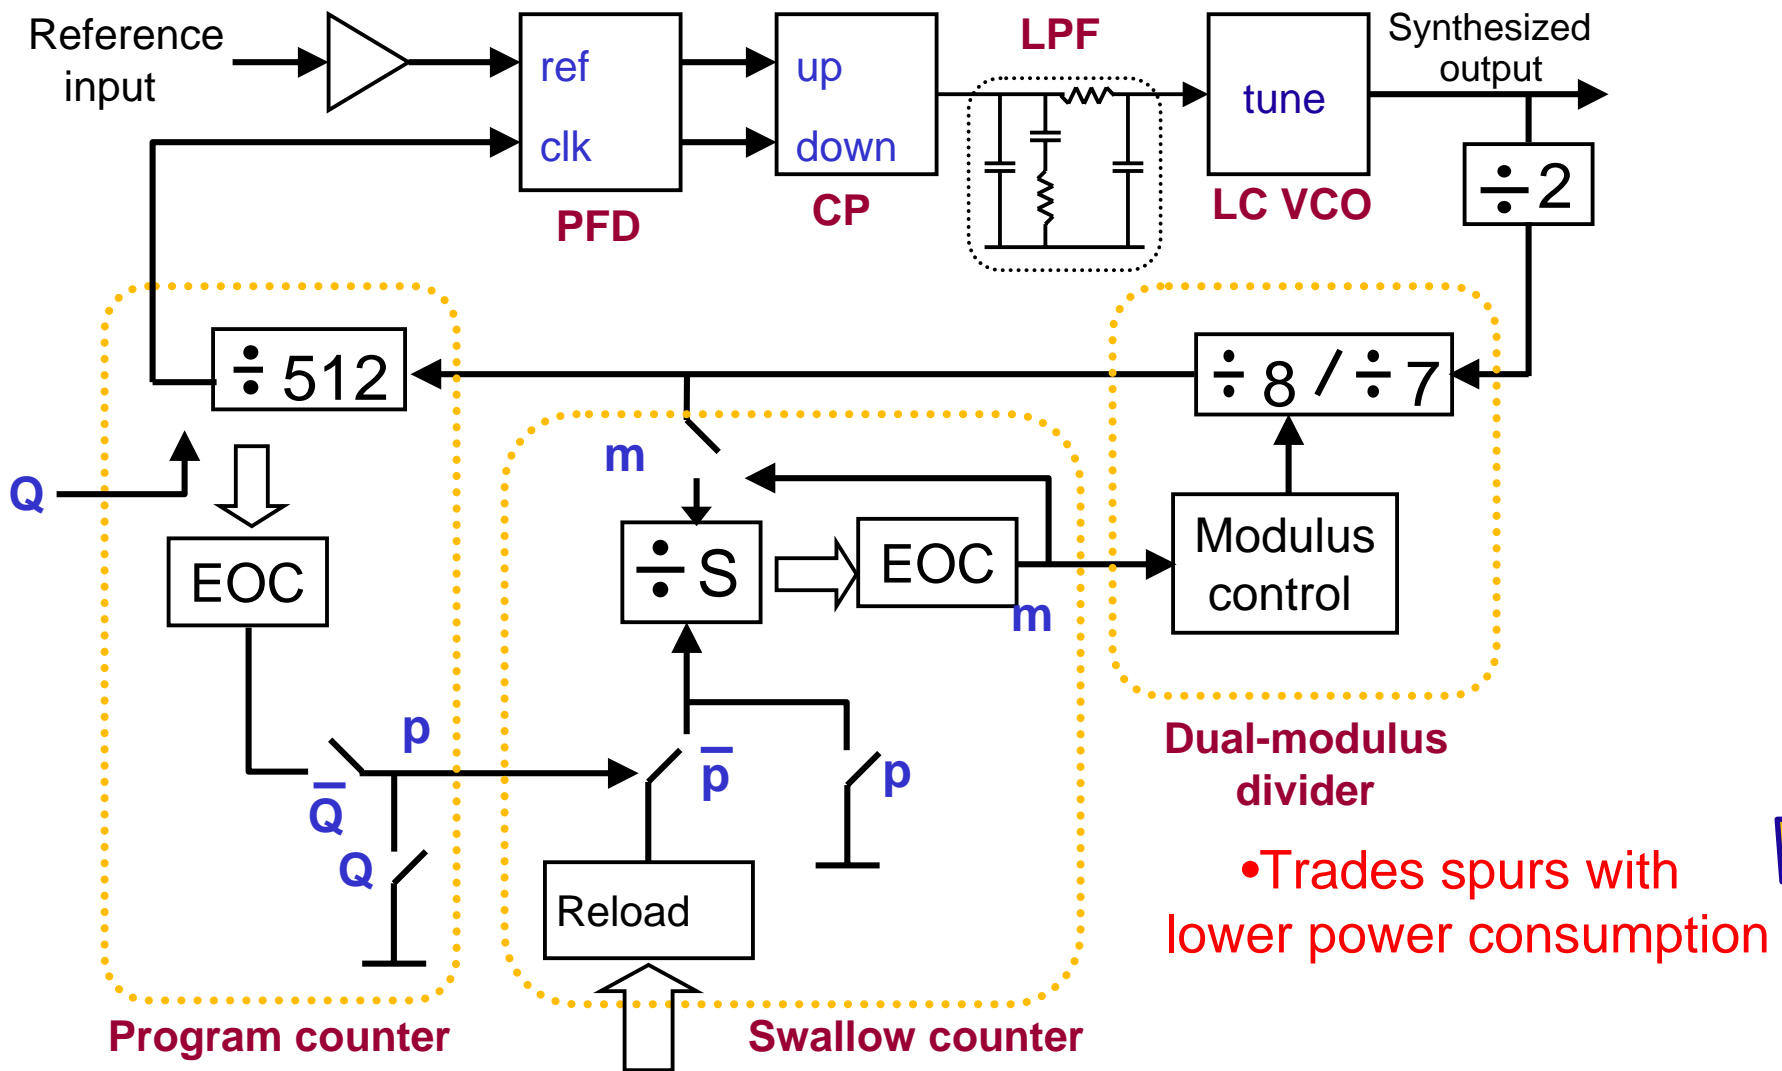 Reference
input
ref
clk
PFD
up
down
CP
LPF
tune
LC VCO
Synthesized
output
÷2
÷512
÷8/÷7
Q
EOC
p
Q̅
Q
Program counter
m
÷S
EOC
m
p̅
p
Reload
Swallow counter
Modulus
control
Dual-modulus
divider
•Trades spurs with
lower power consumption